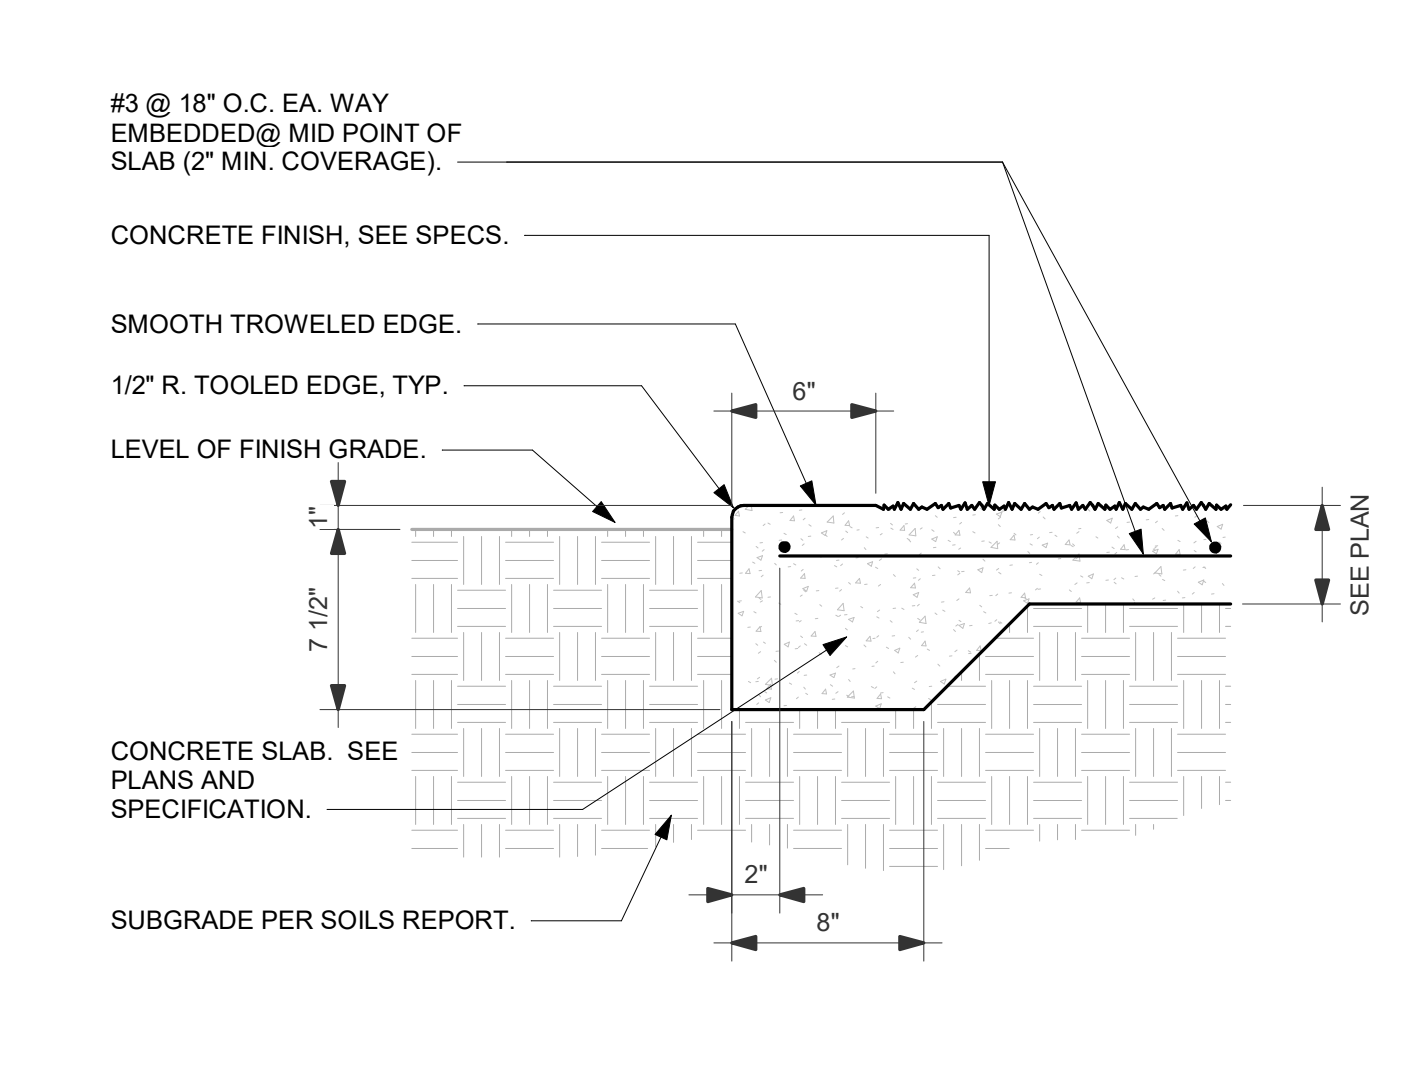 #3 @ 18" O.C. EA. WAY
EMBEDDED@ MID POINT OF
SLAB (2" MIN. COVERAGE).
CONCRETE FINISH, SEE SPECS.
SMOOTH TROWELED EDGE.
1/2" R. TOOLED EDGE, TYP.
6"
LEVEL OF FINISH GRADE.
1"
SEE PLAN
7 1/2"
CONCRETE SLAB. SEE
PLANS AND
SPECIFICATION.
2"
SUBGRADE PER SOILS REPORT.
8"